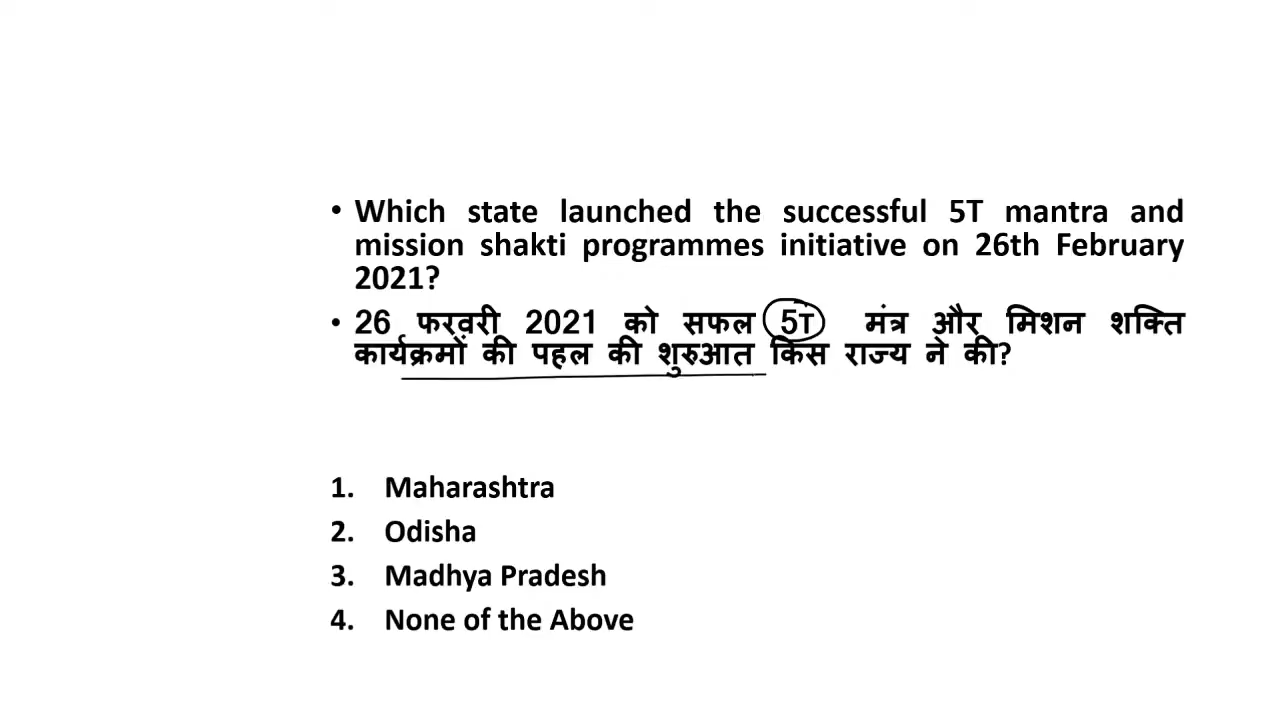 • Which state launched the successful 5T mantra and
mission shakti programmes initiative on 26th February
2021?
• 26 फरवरी 2021 को सफल 5T मंत्र और मिशन शक्ति
कार्यक्रमों की पहल की शुरुआत किस राज्य ने की?
1. Maharashtra
2. Odisha
3. Madhya Pradesh
4. None of the Above